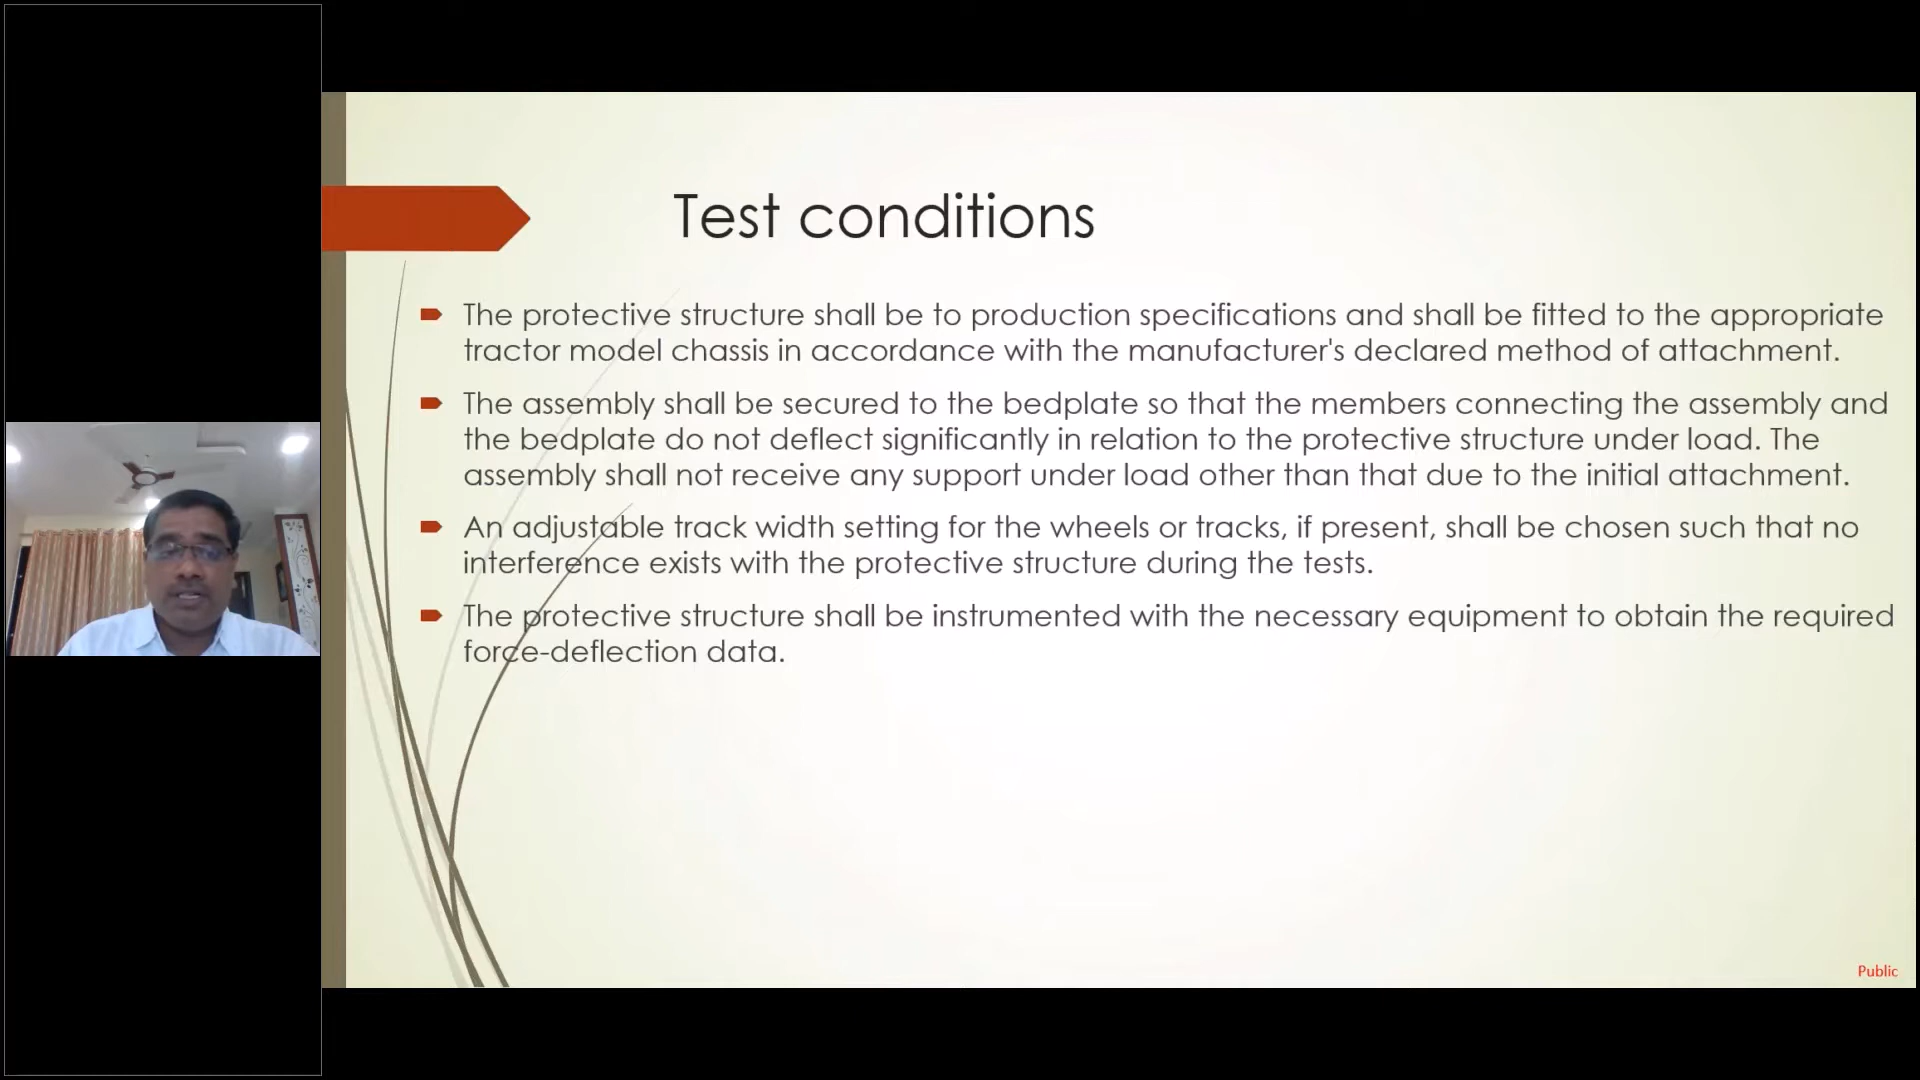 Test conditions
The protective structure shall be to production specifications and shall be fitted to the appropriate
tractor model chassis in accordance with the manufacturer's declared method of attachment.
The assembly shall be secured to the bedplate so that the members connecting the assembly and
the bedplate do not deflect significantly in relation to the protective structure under load. The
assembly shall not receive any support under load other than that due to the initial attachment.
An adjustable track width setting for the wheels or tracks, if present, shall be chosen such that no
interference exists with the protective structure during the tests.
The protective structure shall be instrumented with the necessary equipment to obtain the required
force-deflection data.
Public